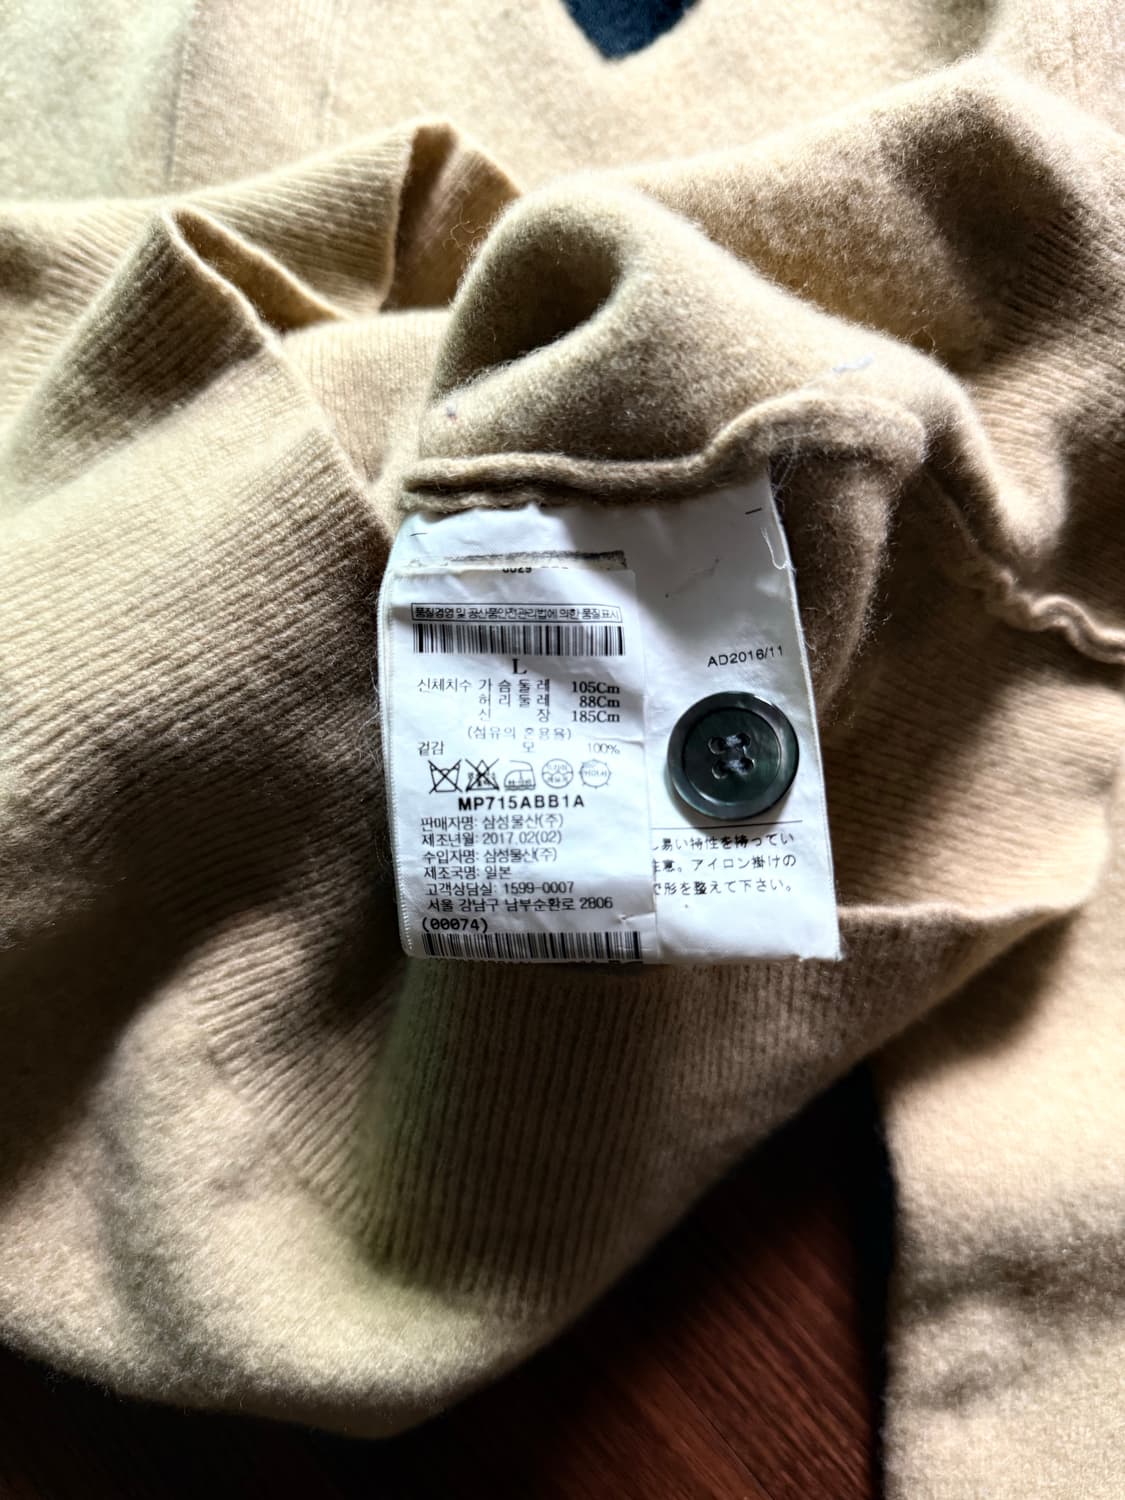 0029
품질경영 및 공산품안전관리법에 의한 품질표시
L
신체치수 가 슴 둘 레 105Cm
허 리 둘 레 88Cm
신 장 185Cm
(섬유의 혼용율)
겉감 모 100%
MP715ABB1A
판매자명: 삼성물산(주)
제조년월: 2017.02(02)
수입자명: 삼성물산(주)
제조국명: 일본
고객상담실: 1599-0007
서울 강남구 남부순환로 2806
(00074)
AD2016/11
し易い特性を持ってい
注意。アイロン掛けの
で形を整えて下さい。